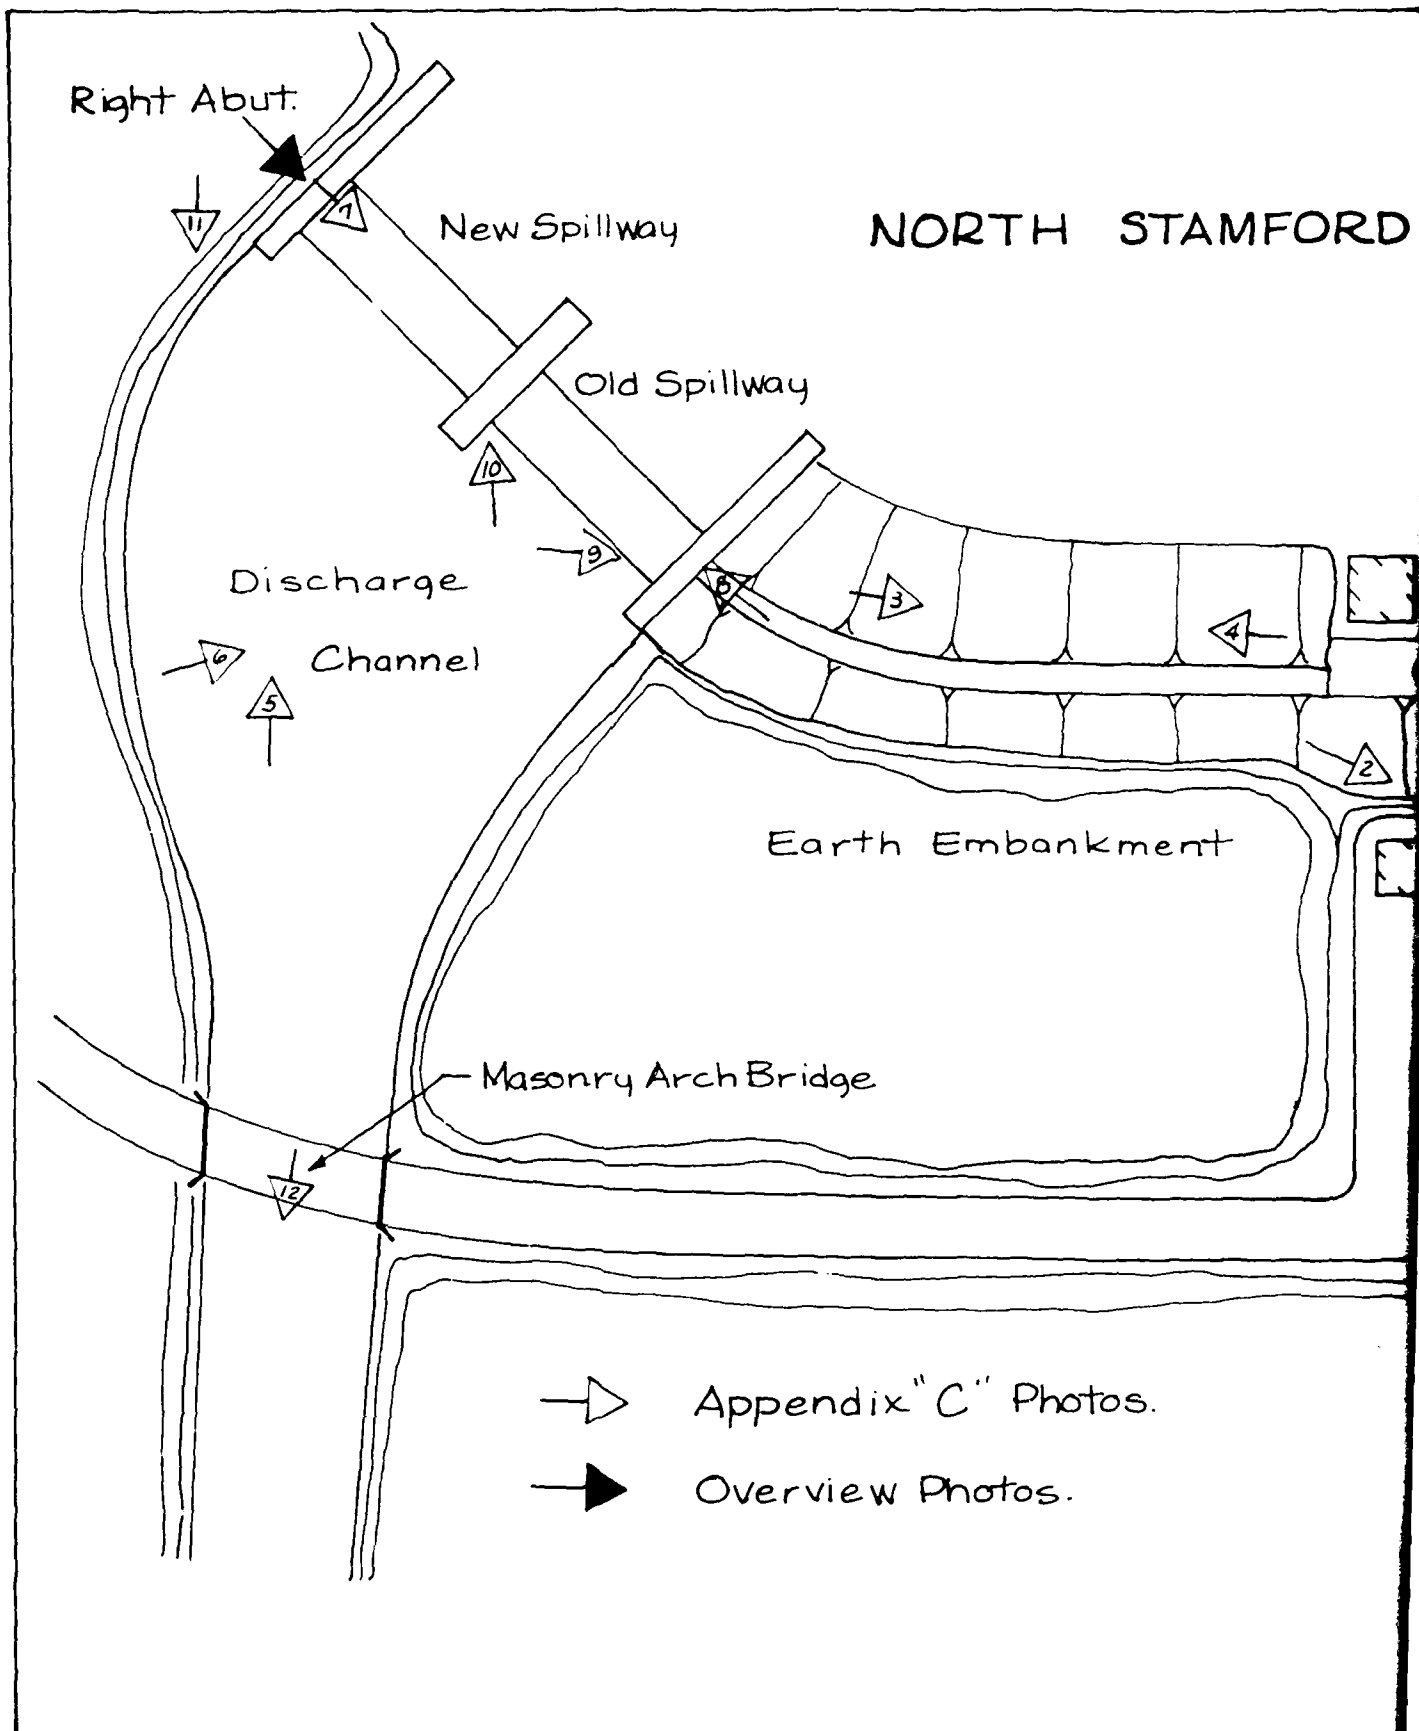 Right Abut.
11
7
New Spillway
NORTH STAMFORD
Old Spillway
10
9
8
3
4
Discharge
Channel
6
5
2
Earth Embankment
Masonry Arch Bridge
12
Appendix "C" Photos.
Overview Photos.